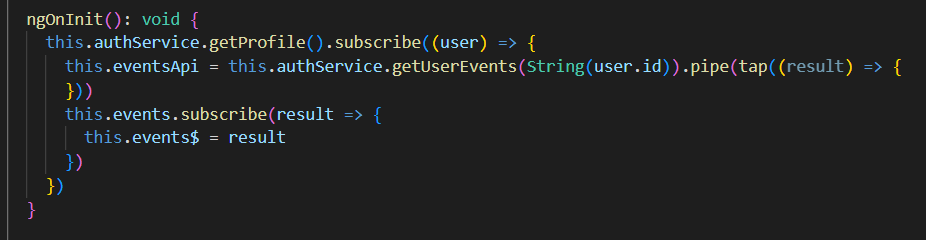 ngOnInit(): void {
this.authService.getProfile().subscribe((user) => {
this.eventsApi = this.authService.getUserEvents(String(user.id)).pipe(tap((result) => {
}))
this.events.subscribe(result => {
this.events$ = result
})
})
}